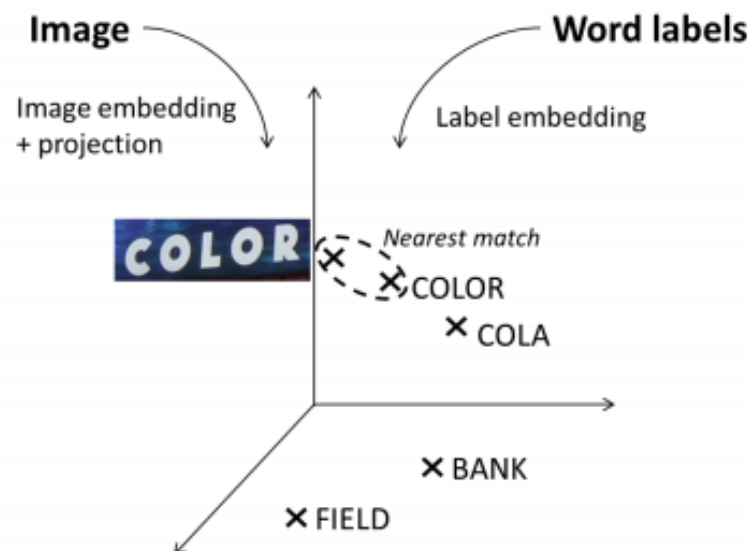 Image
Word labels
Image embedding
+ projection
Label embedding
COLOR
Nearest match
COLOR
COLA
BANK
FIELD